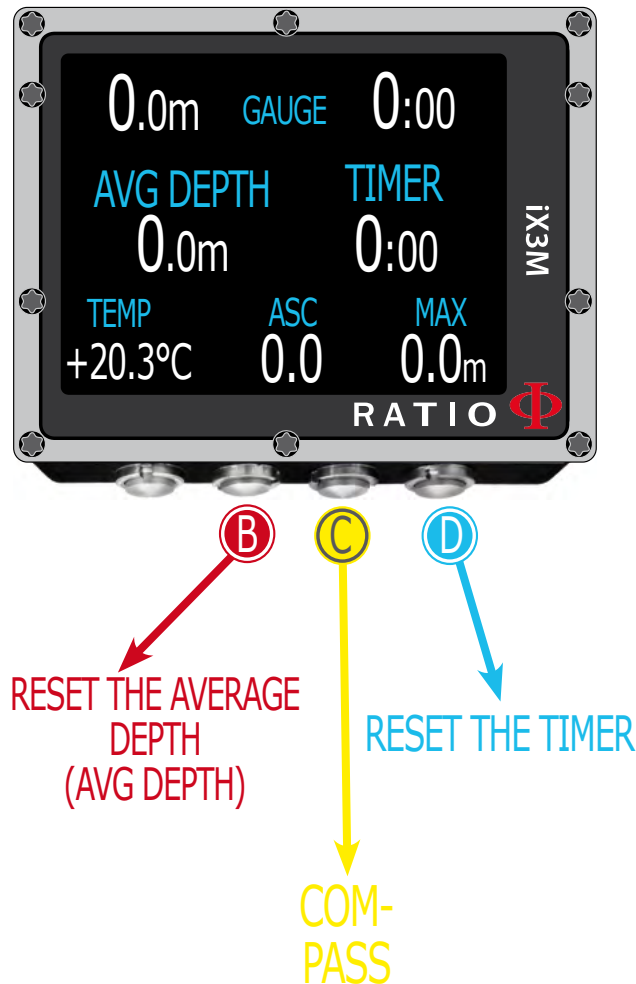 0.0m GAUGE 0:00
AVG DEPTH TIMER
0.0m 0:00
TEMP ASC MAX
+20.3ºC 0.0 0.0m
iX3M
RATIO
B C D
RESET THE AVERAGE
DEPTH
(AVG DEPTH)
RESET THE TIMER
COM-
PASS